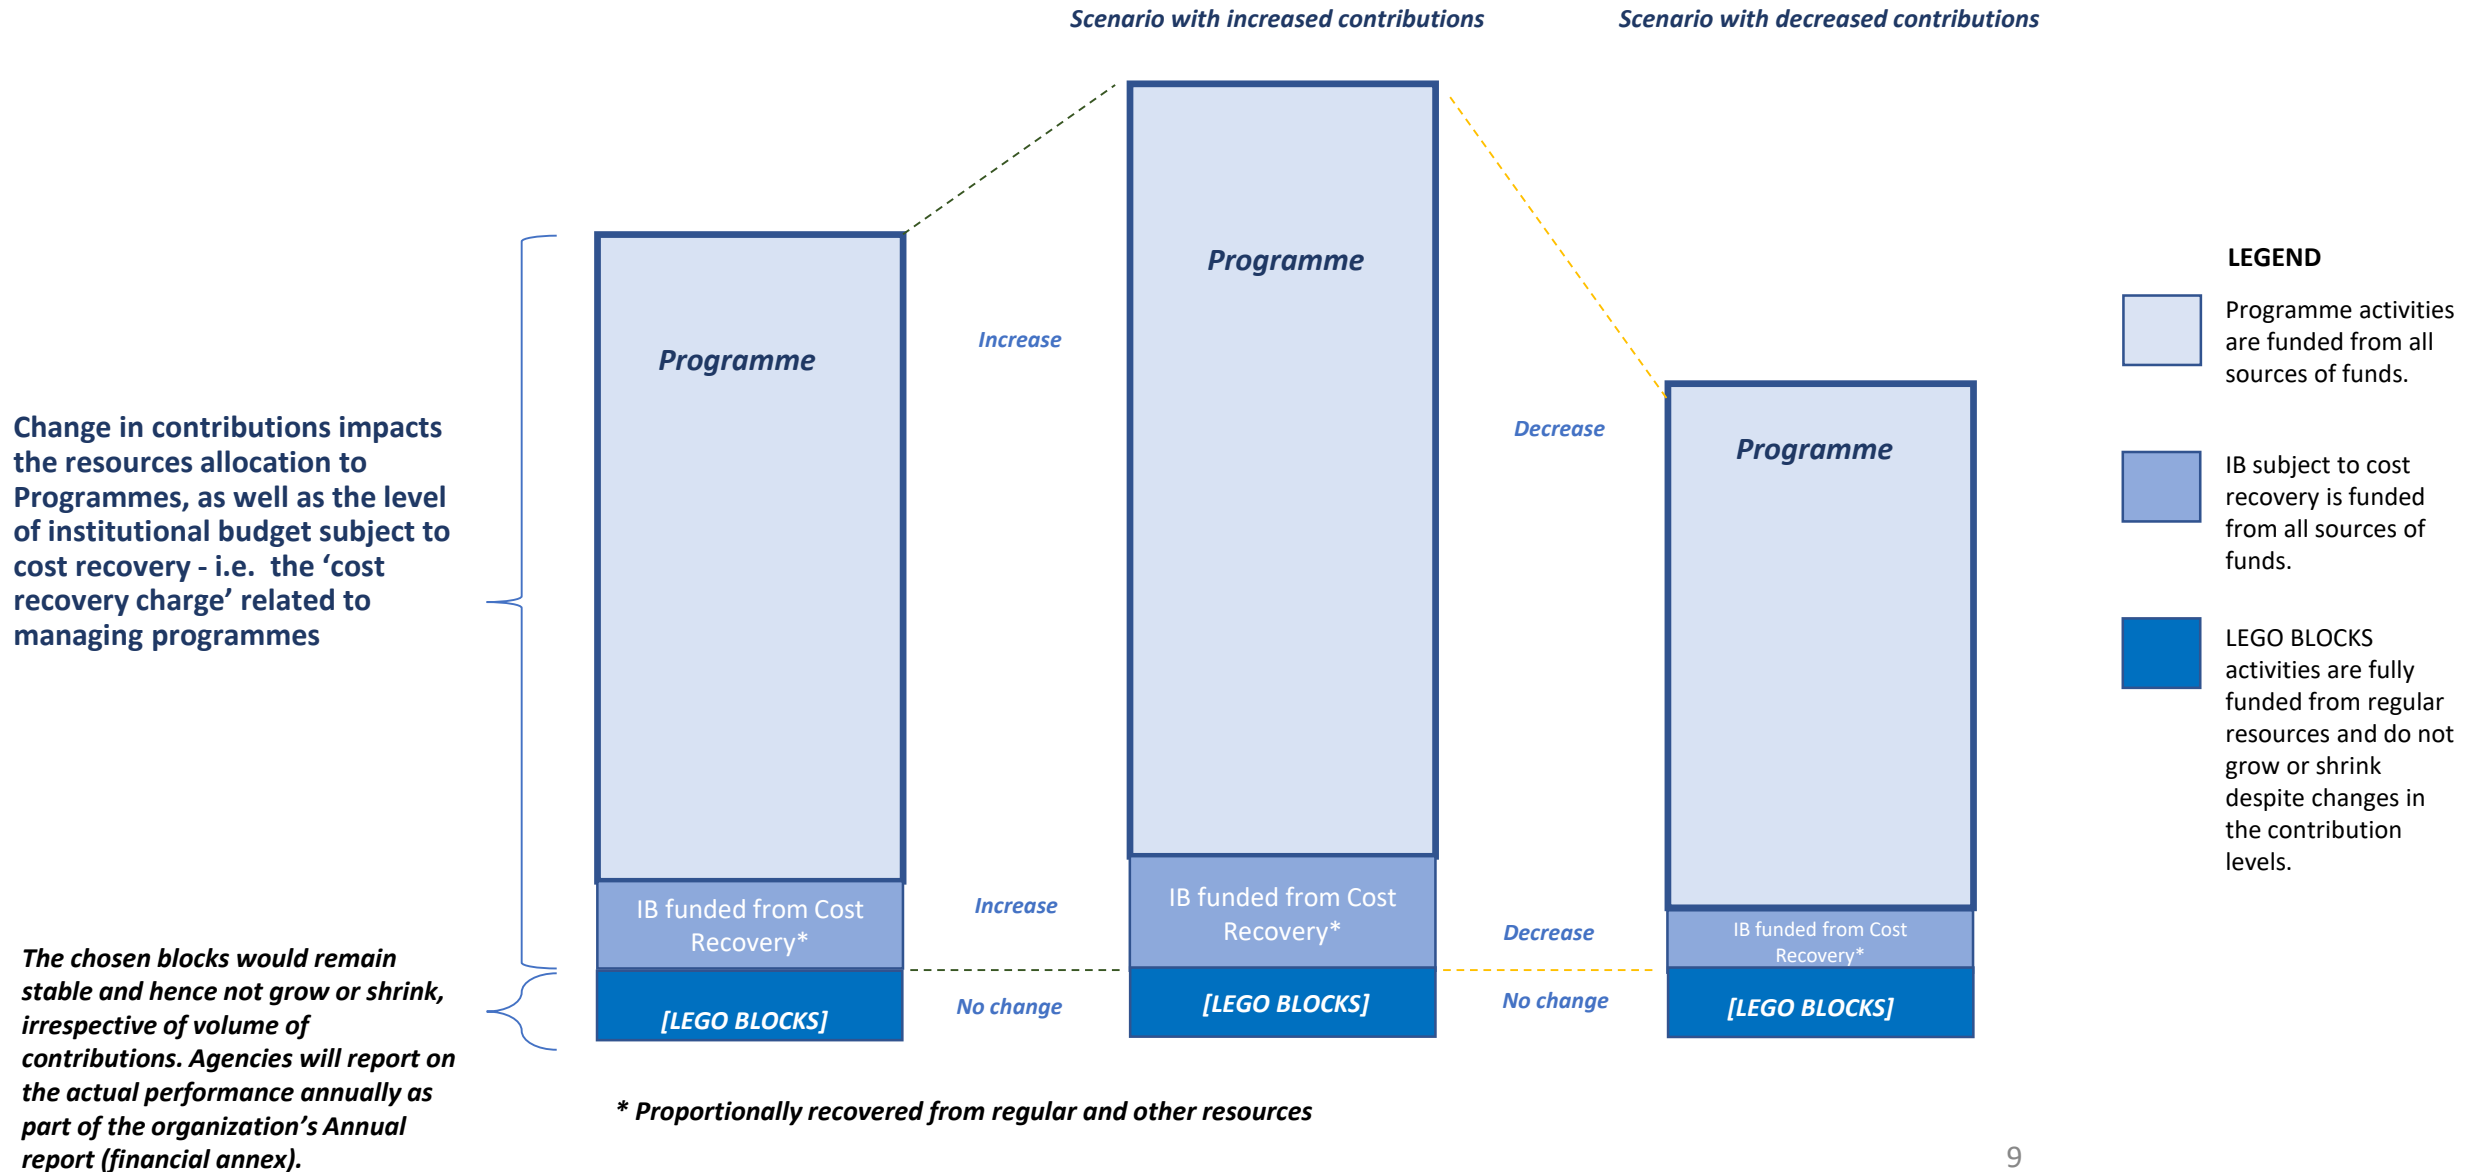 Scenario with increased contributions
Scenario with decreased contributions
Change in contributions impacts
the resources allocation to
Programmes, as well as the level
of institutional budget subject to
cost recovery - i.e. the ‘cost
recovery charge’ related to
managing programmes
The chosen blocks would remain
stable and hence not grow or shrink,
irrespective of volume of
contributions. Agencies will report on
the actual performance annually as
part of the organization’s Annual
report (financial annex).
Programme
IB funded from Cost
Recovery*
[LEGO BLOCKS]
Increase
Increase
No change
Programme
IB funded from Cost
Recovery*
[LEGO BLOCKS]
Decrease
Decrease
No change
Programme
IB funded from Cost
Recovery*
[LEGO BLOCKS]
LEGEND
Programme activities
are funded from all
sources of funds.
IB subject to cost
recovery is funded
from all sources of
funds.
LEGO BLOCKS
activities are fully
funded from regular
resources and do not
grow or shrink
despite changes in
the contribution
levels.
* Proportionally recovered from regular and other resources
9